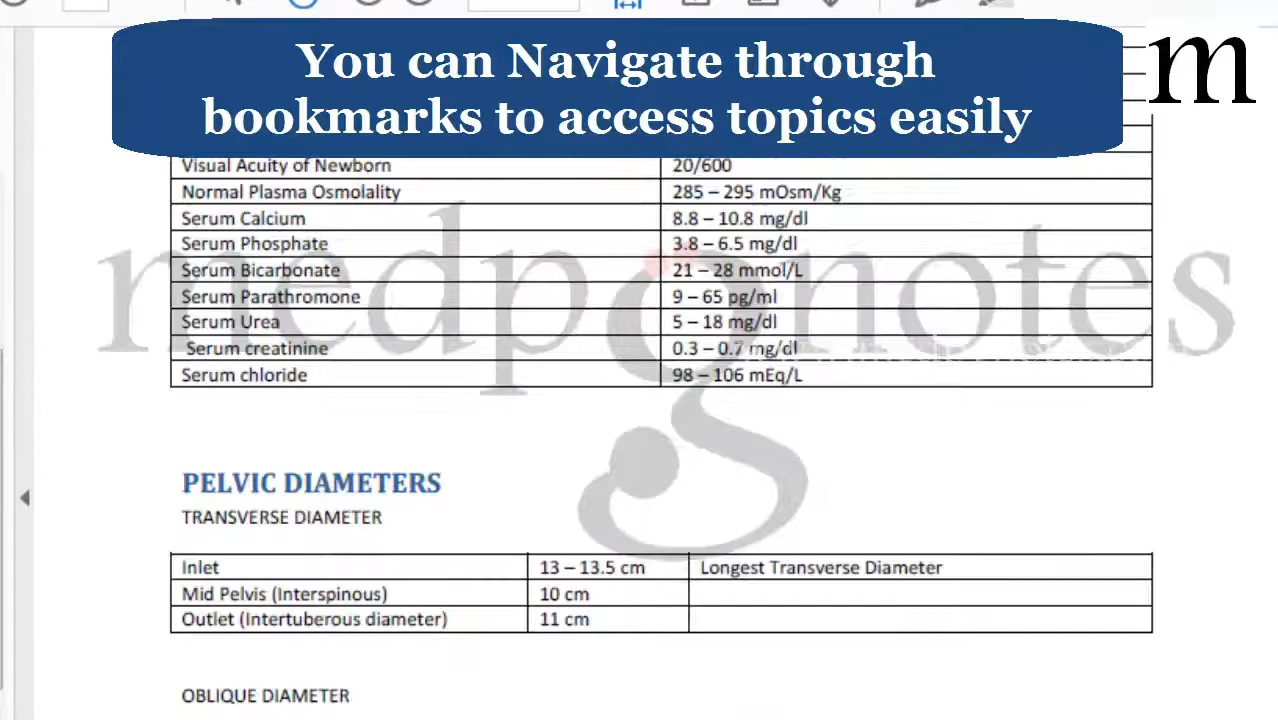 You can Navigate through
bookmarks to access topics easily
m
Visual Acuity of Newborn 20/600
Normal Plasma Osmolality 285 – 295 mOsm/Kg
Serum Calcium 8.8 – 10.8 mg/dl
Serum Phosphate 3.8 – 6.5 mg/dl
Serum Bicarbonate 21 – 28 mmol/L
Serum Parathromone 9 – 65 pg/ml
Serum Urea 5 – 18 mg/dl
Serum creatinine 0.3 – 0.7 mg/dl
Serum chloride 98 – 106 mEq/L
medpgnotes
PELVIC DIAMETERS
TRANSVERSE DIAMETER
Inlet 13 – 13.5 cm Longest Transverse Diameter
Mid Pelvis (Interspinous) 10 cm
Outlet (Intertuberous diameter) 11 cm
OBLIQUE DIAMETER